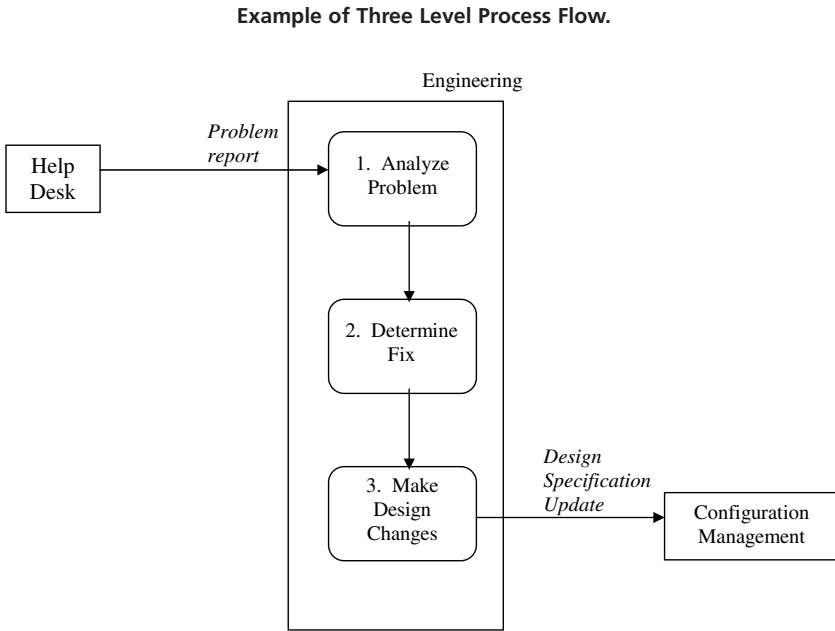 Example of Three Level Process Flow.
Engineering
Problem
report
Help
Desk
1. Analyze
Problem
2. Determine
Fix
3. Make
Design
Changes
Design
Specification
Update
Configuration
Management